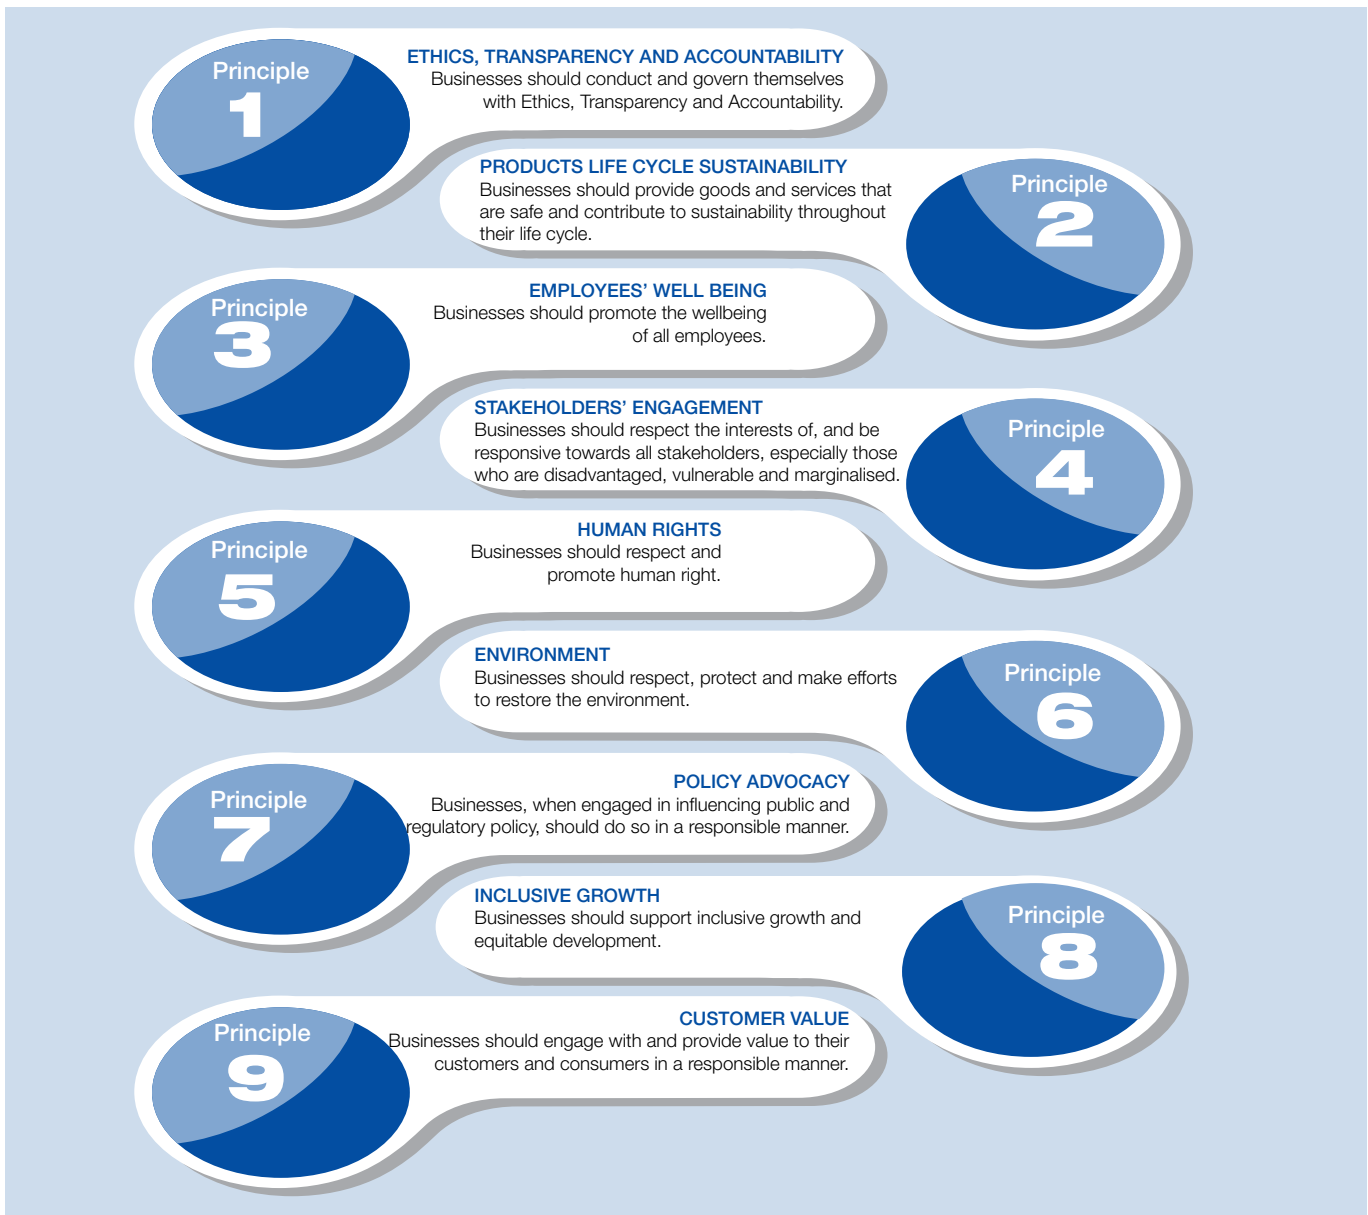 Principle
1
ETHICS, TRANSPARENCY AND ACCOUNTABILITY
Businesses should conduct and govern themselves
with Ethics, Transparency and Accountability.
PRODUCTS LIFE CYCLE SUSTAINABILITY
Businesses should provide goods and services that
are safe and contribute to sustainability throughout
their life cycle.
Principle
2
Principle
3
EMPLOYEES’ WELL BEING
Businesses should promote the wellbeing
of all employees.
STAKEHOLDERS’ ENGAGEMENT
Businesses should respect the interests of, and be
responsive towards all stakeholders, especially those
who are disadvantaged, vulnerable and marginalised.
Principle
4
Principle
5
HUMAN RIGHTS
Businesses should respect and
promote human right.
ENVIRONMENT
Businesses should respect, protect and make efforts
to restore the environment.
Principle
6
Principle
7
POLICY ADVOCACY
Businesses, when engaged in influencing public and
regulatory policy, should do so in a responsible manner.
INCLUSIVE GROWTH
Businesses should support inclusive growth and
equitable development.
Principle
8
Principle
9
CUSTOMER VALUE
Businesses should engage with and provide value to their
customers and consumers in a responsible manner.